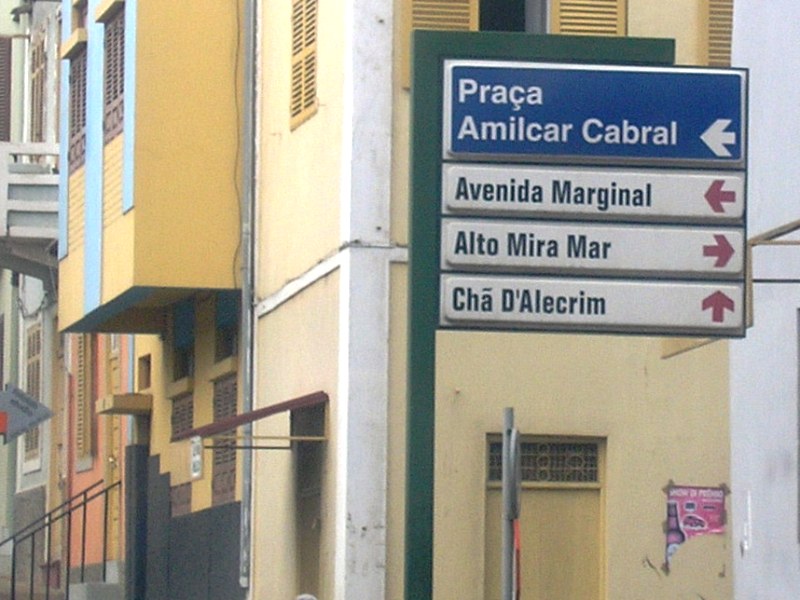 Praça
Amilcar Cabral
Avenida Marginal
Alto Mira Mar
Chã D'Alecrim